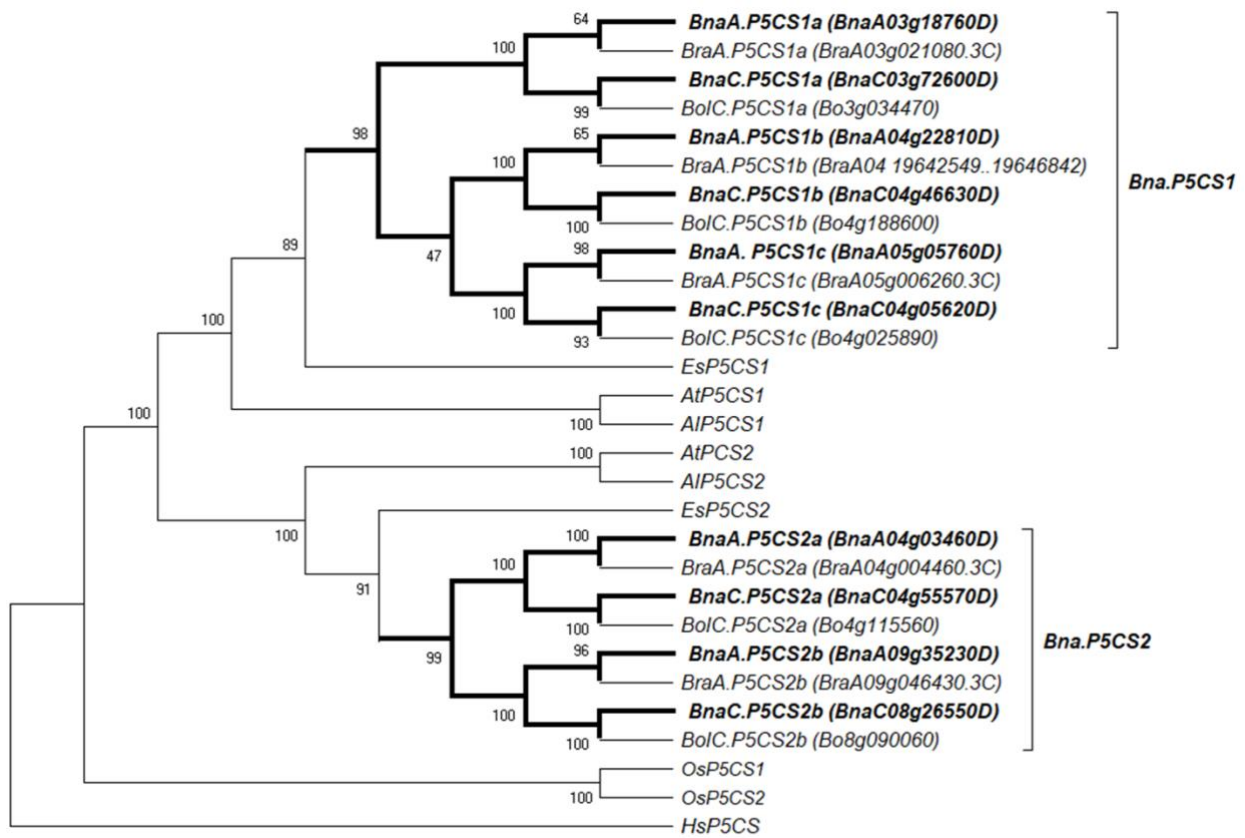 64
BnaA.P5CS1a (BnaA03g18760D)
100
BraA.P5CS1a (BraA03g021080.3C)
BnaC.P5CS1a (BnaC03g72600D)
99
BolC.P5CS1a (Bo3g034470)
98
65
BnaA.P5CS1b (BnaA04g22810D)
100
BraA.P5CS1b (BraA04 19642549..19646842)
Bna.P5CS1
BnaC.P5CS1b (BnaC04g46630D)
100
BolC.P5CS1b (Bo4g188600)
89
47
98
BnaA. P5CS1c (BnaA05g05760D)
BraA.P5CS1c (BraA05g006260.3C)
100
BnaC.P5CS1c (BnaC04g05620D)
100
93
BolC.P5CS1c (Bo4g025890)
EsP5CS1
AtP5CS1
100
100
AlP5CS1
100
AtPCS2
AlP5CS2
EsP5CS2
100
100
BnaA.P5CS2a (BnaA04g03460D)
100
BraA.P5CS2a (BraA04g004460.3C)
91
BnaC.P5CS2a (BnaC04g55570D)
100
BolC.P5CS2a (Bo4g115560)
Bna.P5CS2
99
96
BnaA.P5CS2b (BnaA09g35230D)
BraA.P5CS2b (BraA09g046430.3C)
100
BnaC.P5CS2b (BnaC08g26550D)
100
BolC.P5CS2b (Bo8g090060)
OsP5CS1
100
OsP5CS2
HsP5CS